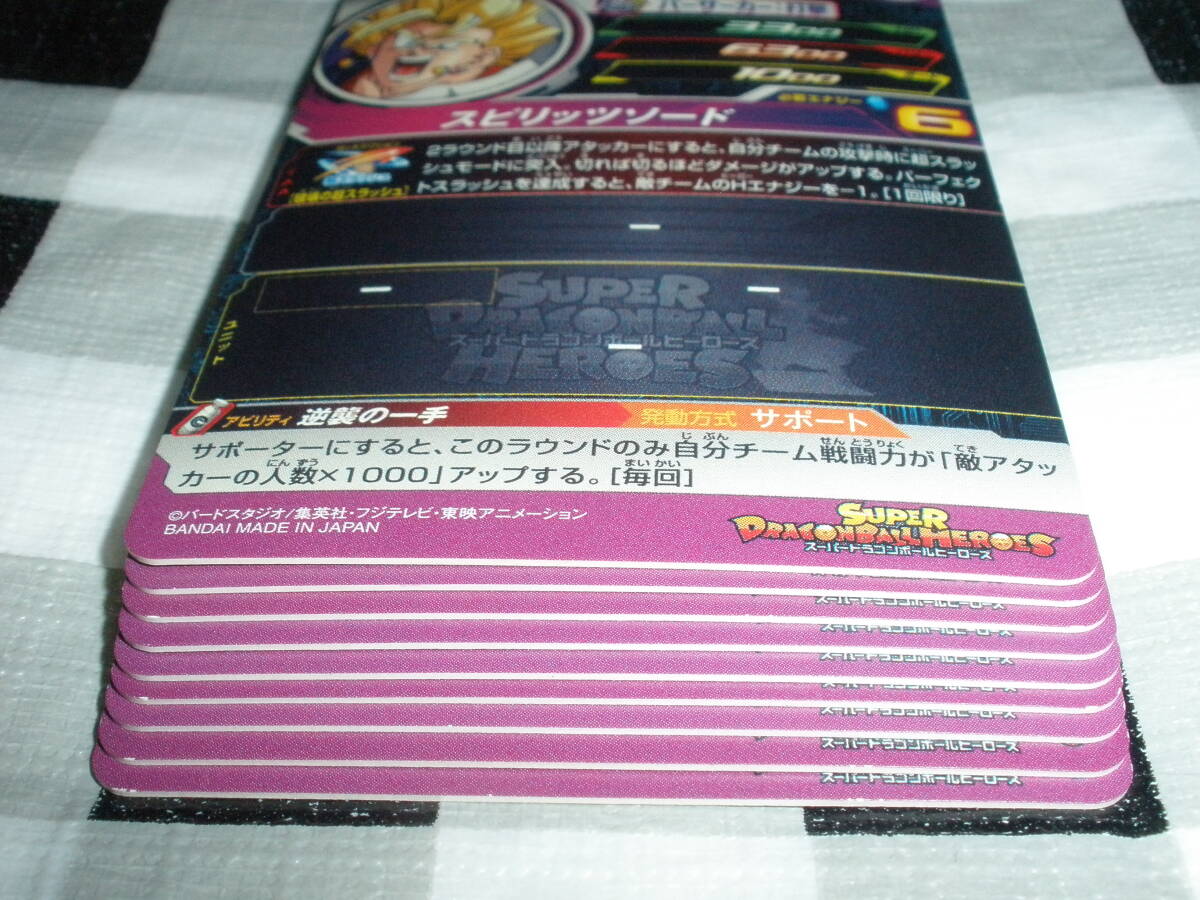 バーサーカー:打撃
3300
6300
1000
必要エナジー 6
スピリッツソード
2ラウンド目以降アタッカーにすると、自分チームの攻撃時に超スラッ
シュモードに突入。切れば切るほどダメージがアップする。パーフェク
トスラッシュを達成すると、敵チームのHエナジーを-1。[1回限り]
SUPER
DRAGONBALL
スーパードラゴンボールヒーローズ
HEROES
アビリティ 逆襲の一手 発動方式 サポート
サポーターにすると、このラウンドのみ自分チーム戦闘力が「敵アタッ
カーの人数×1000」アップする。[毎回]
©バードスタジオ/集英社・フジテレビ・東映アニメーション
BANDAI MADE IN JAPAN
SUPER
DRAGONBALL HEROES
スーパードラゴンボールヒーローズ
スーパードラゴンボールヒーローズ
スーパードラゴンボールヒーローズ
スーパードラゴンボールヒーローズ
スーパードラゴンボールヒーローズ
スーパードラゴンボールヒーローズ
スーパードラゴンボールヒーローズ
スーパードラゴンボールヒーローズ